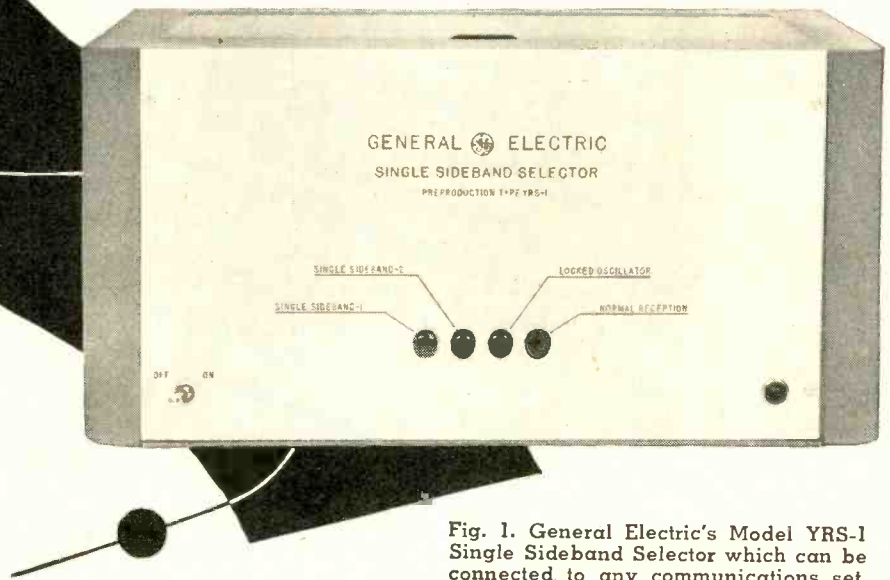 GENERAL GE ELECTRIC
SINGLE SIDEBAND SELECTOR
PREPRODUCTION TYPE YRS-1
SINGLE SIDEBAND-2
LOCKED OSCILLATOR
SINGLE SIDEBAND-1
NORMAL RECEPTION
OFF ON
Fig. 1. General Electric's Model YRS-1
Single Sideband Selector which can be
connected to any communications set.